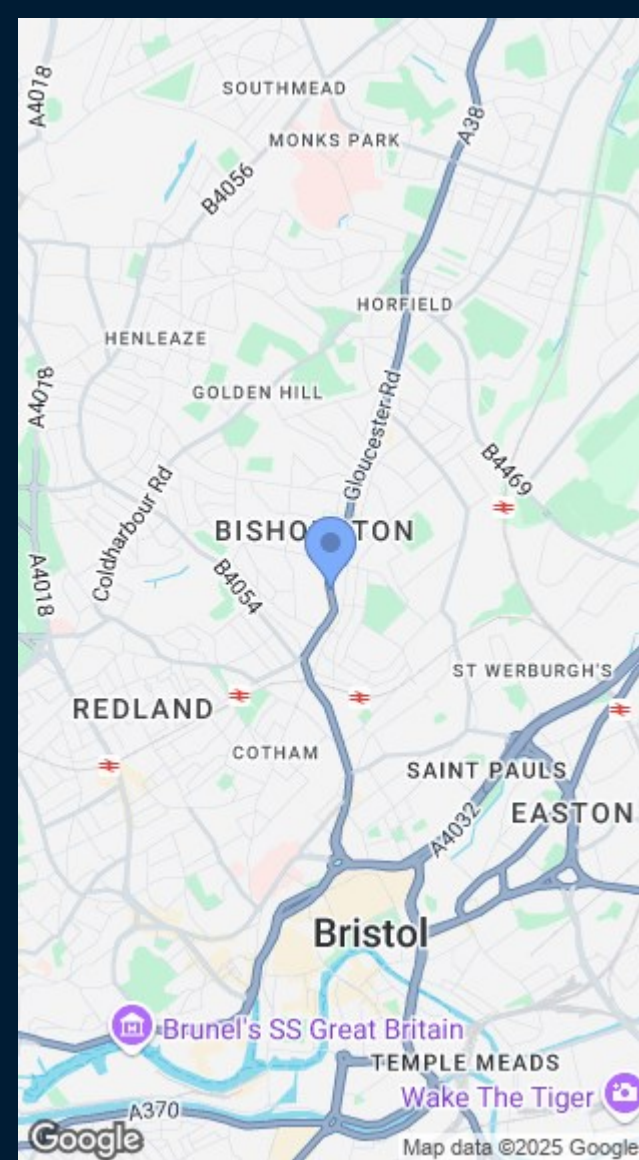 A4018
SOUTHMEAD
A38
MONKS PARK
B4056
HORFIELD
HENLEAZE
A4018
GOLDEN HILL
Gloucester Rd
B4469
Coldharbour Rd
BISHO TON
A4018
B4054
ST WERBURGH'S
REDLAND
COTHAM
SAINT PAULS
EASTON
A4032
Bristol
Brunel's SS Great Britain
TEMPLE MEADS
Wake The Tiger
A370
Google
Map data ©2025 Google